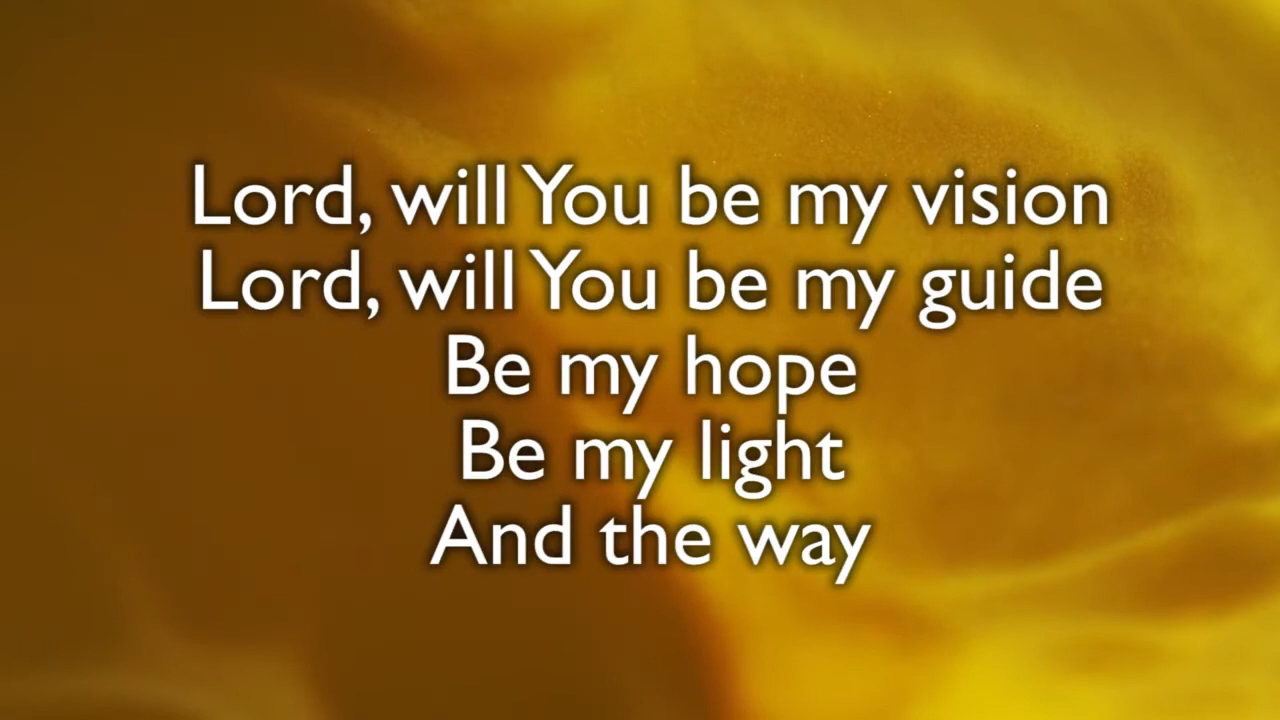 Lord, will You be my vision
Lord, will You be my guide
Be my hope
Be my light
And the way